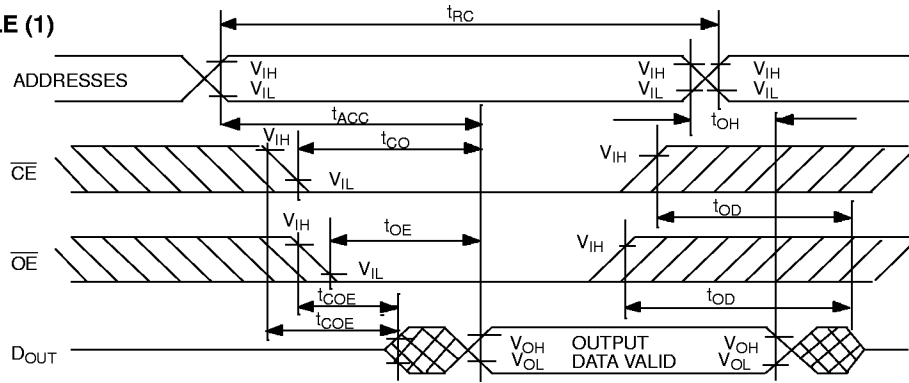 LE (1)
tRC
ADDRESSES
VIH
VIL
VIH
VIL
VIH
VIL
tACC
tOH
VIH
tCO
VIH
CE
VIL
tOD
VIH
tOE
VIH
OE
VIL
tCOE
tOD
tCOE
DOUT
VOH
VOL
OUTPUT
DATA VALID
VOH
VOL